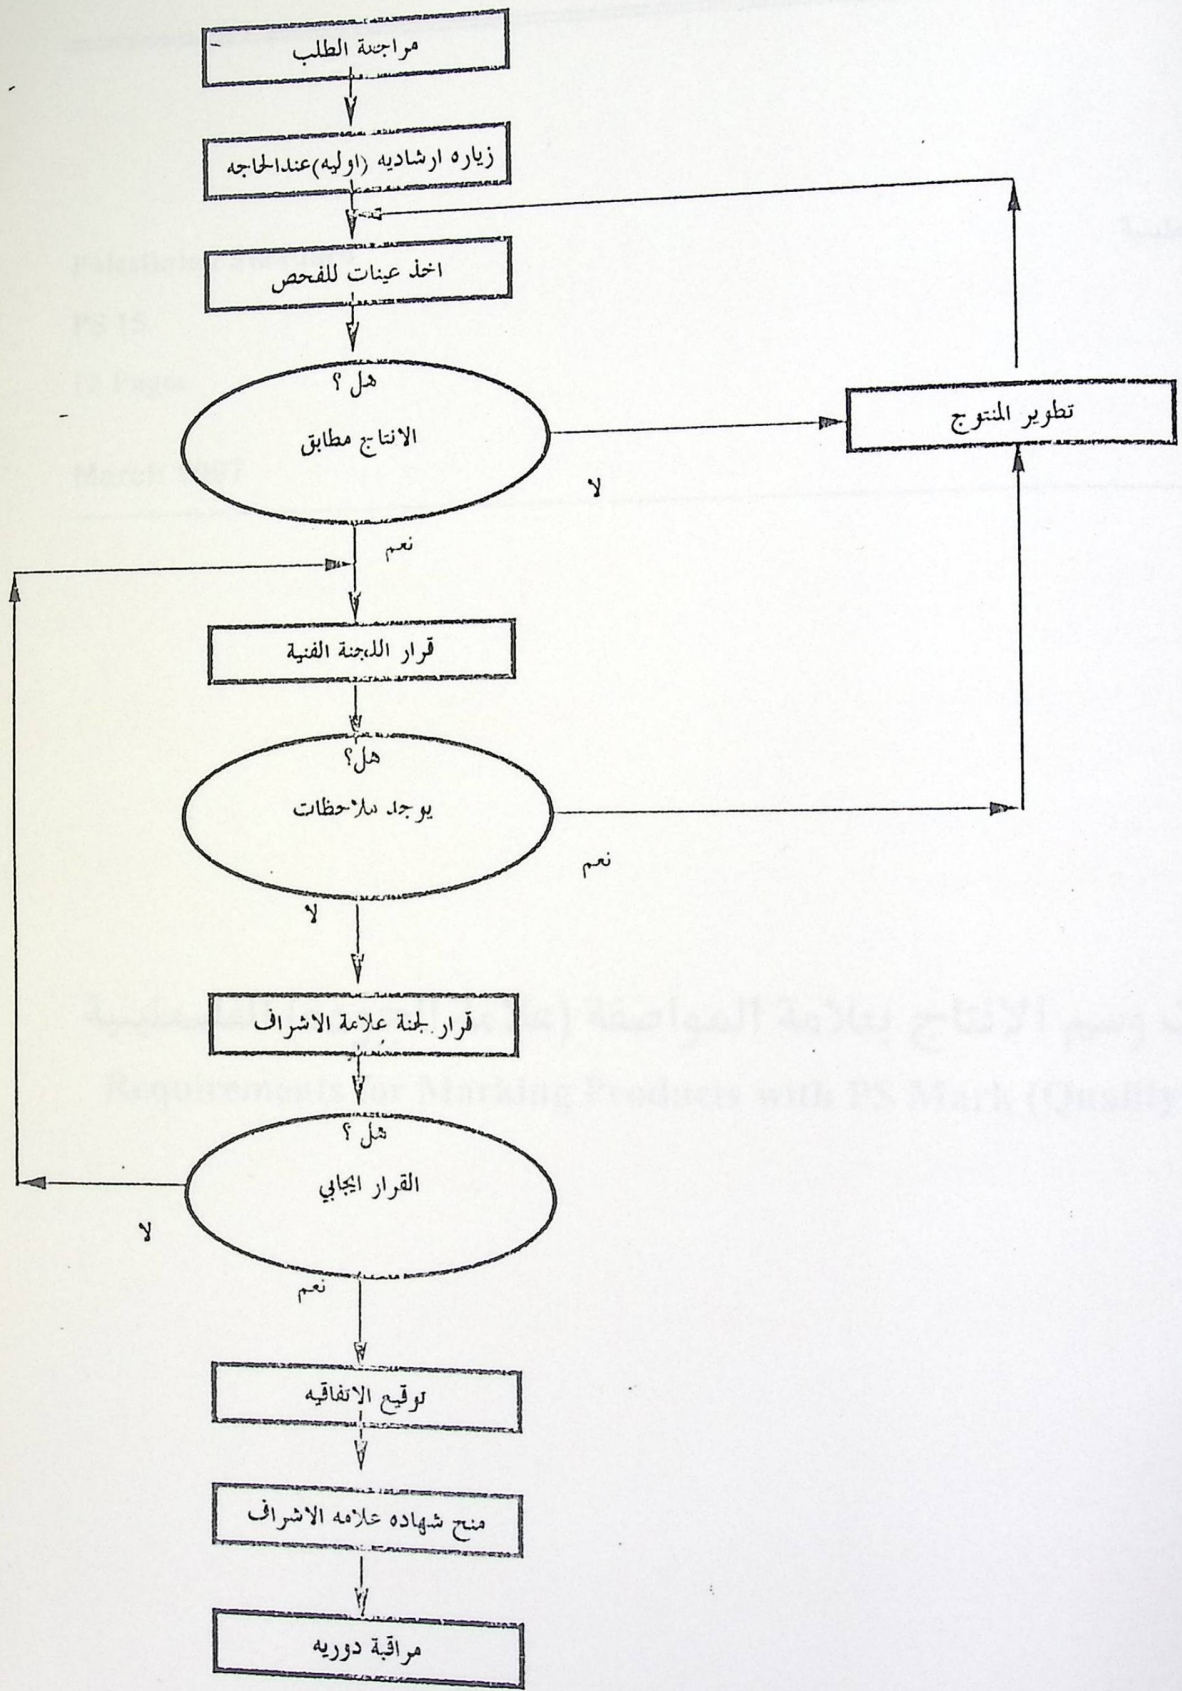 مراجعة الطلب
زياره ارشاديه (اوليه) عندالحاجه
اخذ عينات للفحص
هل ؟
الانتاج مطابق
تطوير المنتوج
لا
نعم
قرار اللجنة الفنية
هل؟
يوجد ملاحظات
نعم
لا
قرار لجنة علامة الاشراف
هل ؟
القرار ايجابي
لا
نعم
توقيع الاتفاقيه
منح شهاده علامه الاشراف
مراقبة دوريه
PS 15
Requirements for Marking Products with PS Mark (Quality